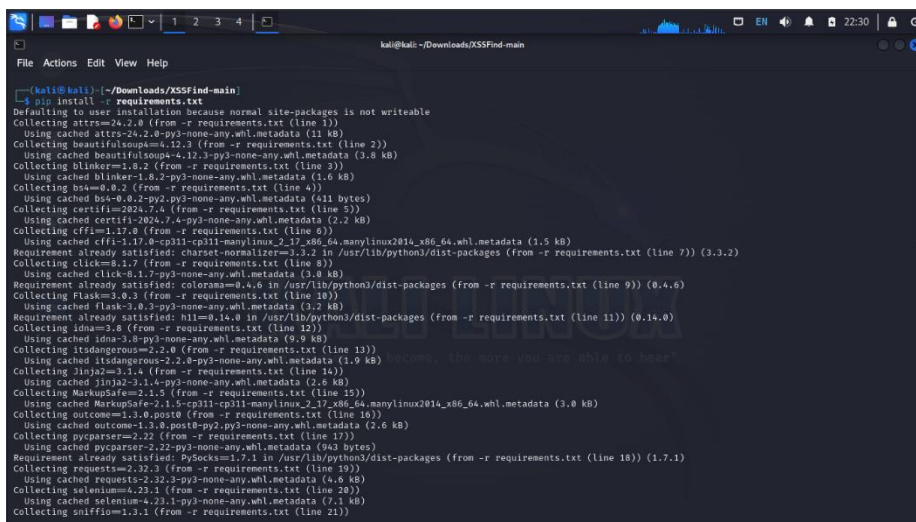 1 2 3 4
EN 22:30
kali@kali: ~/Downloads/XSSFind-main
File Actions Edit View Help
(kali㉿kali)-[~/Downloads/XSSFind-main]
$ pip install -r requirements.txt
Defaulting to user installation because normal site-packages is not writeable
Collecting attrs==24.2.0 (from -r requirements.txt (line 1))
Using cached attrs-24.2.0-py3-none-any.whl.metadata (11 kB)
Collecting beautifulsoup4==4.12.3 (from -r requirements.txt (line 2))
Using cached beautifulsoup4-4.12.3-py3-none-any.whl.metadata (3.8 kB)
Collecting blinker==1.8.2 (from -r requirements.txt (line 3))
Using cached blinker-1.8.2-py3-none-any.whl.metadata (1.6 kB)
Collecting bs4==0.0.2 (from -r requirements.txt (line 4))
Using cached bs4-0.0.2-py2.py3-none-any.whl.metadata (411 bytes)
Collecting certifi==2024.7.4 (from -r requirements.txt (line 5))
Using cached certifi-2024.7.4-py3-none-any.whl.metadata (2.2 kB)
Collecting cffi==1.17.0 (from -r requirements.txt (line 6))
Using cached cffi-1.17.0-cp311-cp311-manylinux_2_17_x86_64.manylinux2014_x86_64.whl.metadata (1.5 kB)
Requirement already satisfied: charset-normalizer==3.3.2 in /usr/lib/python3/dist-packages (from -r requirements.txt (line 7)) (3.3.2)
Collecting click==8.1.7 (from -r requirements.txt (line 8))
Using cached click-8.1.7-py3-none-any.whl.metadata (3.0 kB)
Requirement already satisfied: colorama==0.4.6 in /usr/lib/python3/dist-packages (from -r requirements.txt (line 9)) (0.4.6)
Collecting Flask==3.0.3 (from -r requirements.txt (line 10))
Using cached flask-3.0.3-py3-none-any.whl.metadata (3.2 kB)
Requirement already satisfied: h11==0.14.0 in /usr/lib/python3/dist-packages (from -r requirements.txt (line 11)) (0.14.0)
Collecting idna==3.8 (from -r requirements.txt (line 12))
Using cached idna-3.8-py3-none-any.whl.metadata (9.9 kB)
Collecting itsdangerous==2.2.0 (from -r requirements.txt (line 13))
Using cached itsdangerous-2.2.0-py3-none-any.whl.metadata (1.9 kB)
Collecting Jinja2==3.1.4 (from -r requirements.txt (line 14))
Using cached jinja2-3.1.4-py3-none-any.whl.metadata (2.6 kB)
Collecting MarkupSafe==2.1.5 (from -r requirements.txt (line 15))
Using cached MarkupSafe-2.1.5-cp311-cp311-manylinux_2_17_x86_64.manylinux2014_x86_64.whl.metadata (3.0 kB)
Collecting outcome==1.3.0.post0 (from -r requirements.txt (line 16))
Using cached outcome-1.3.0.post0-py2.py3-none-any.whl.metadata (2.6 kB)
Collecting pycparser==2.22 (from -r requirements.txt (line 17))
Using cached pycparser-2.22-py3-none-any.whl.metadata (943 bytes)
Requirement already satisfied: PySocks==1.7.1 in /usr/lib/python3/dist-packages (from -r requirements.txt (line 18)) (1.7.1)
Collecting requests==2.32.3 (from -r requirements.txt (line 19))
Using cached requests-2.32.3-py3-none-any.whl.metadata (4.6 kB)
Collecting selenium==4.23.1 (from -r requirements.txt (line 20))
Using cached selenium-4.23.1-py3-none-any.whl.metadata (7.1 kB)
Collecting sniffio==1.3.1 (from -r requirements.txt (line 21))
KALI LINUX
become, the more you are able to hear"